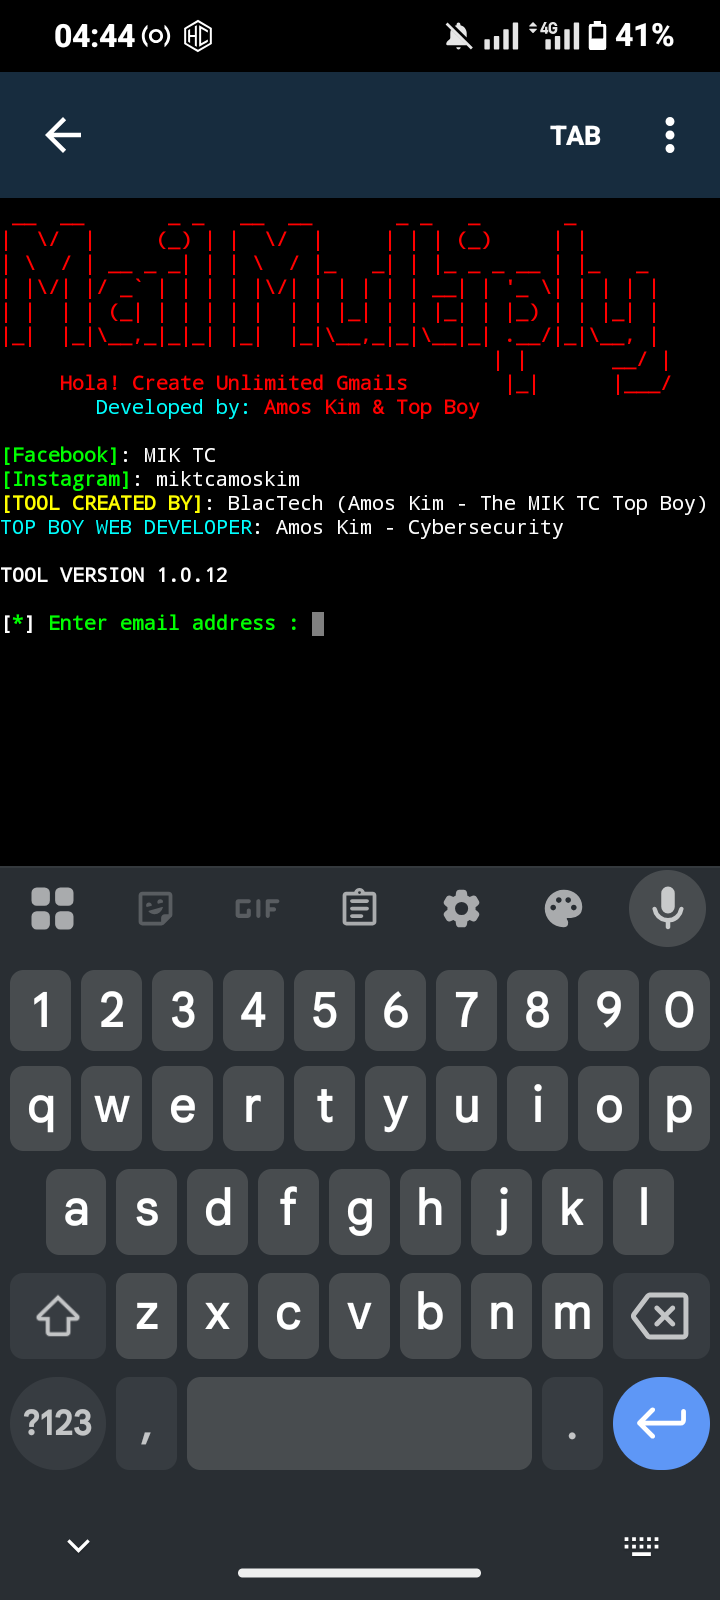 04:44 HC 4G 41%
TAB
MailMultiply
Hola! Create Unlimited Gmails
Developed by: Amos Kim & Top Boy
[Facebook]: MIK TC
[Instagram]: miktcamoskim
[TOOL CREATED BY]: BlacTech (Amos Kim - The MIK TC Top Boy)
TOP BOY WEB DEVELOPER: Amos Kim - Cybersecurity
TOOL VERSION 1.0.12
[*] Enter email address :
GIF
1 2 3 4 5 6 7 8 9 0
q w e r t y u i o p
a s d f g h j k l
z x c v b n m
?123 , .